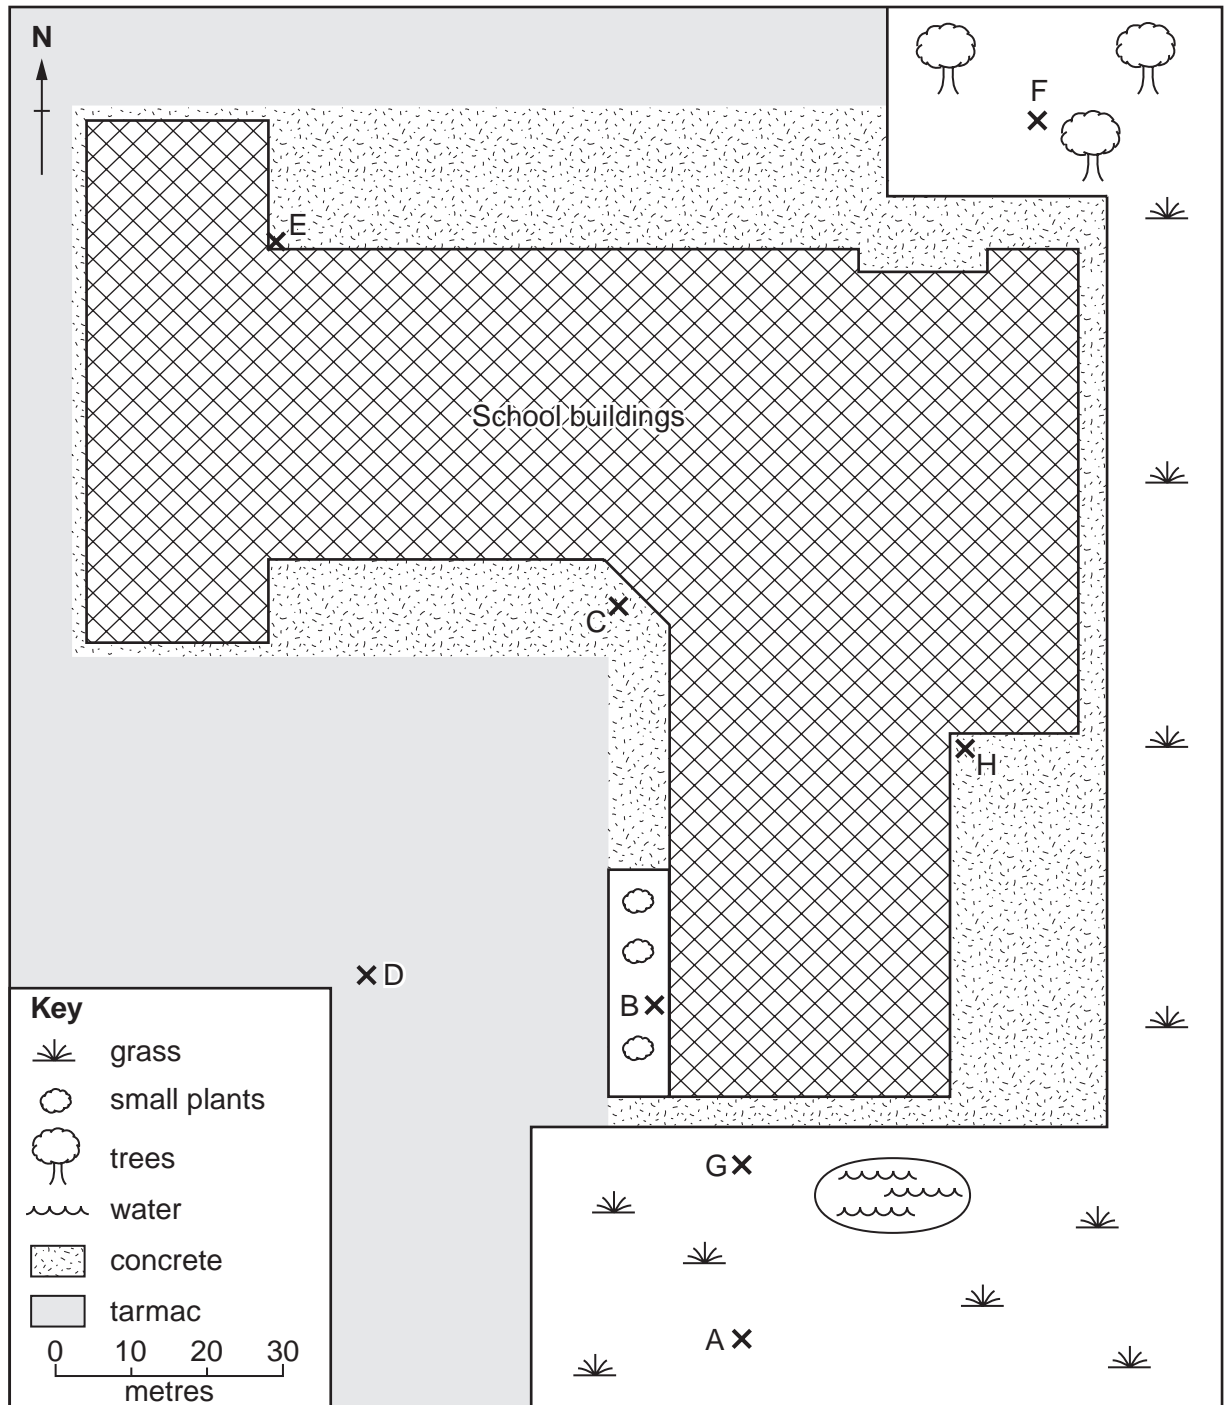 N
F
E
School buildings
C
H
D
B
Key
grass
small plants
trees
G
water
concrete
tarmac
A
0 10 20 30
metres